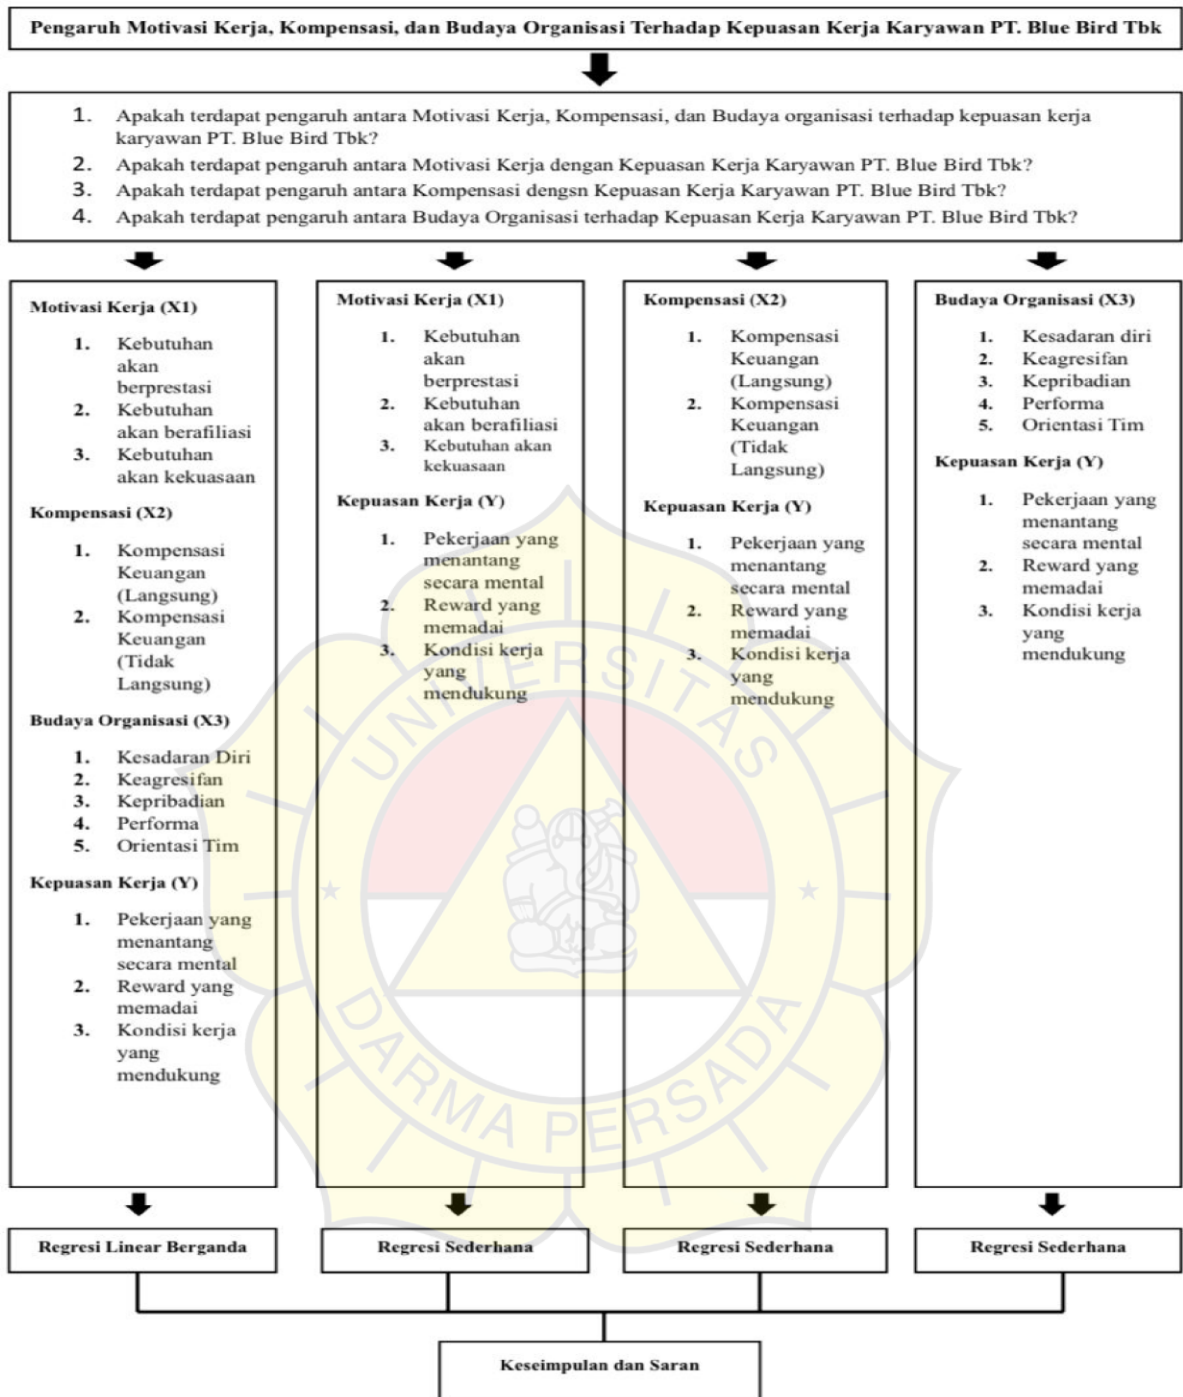 Pengaruh Motivasi Kerja, Kompensasi, dan Budaya Organisasi Terhadap Kepuasan Kerja Karyawan PT. Blue Bird Tbk
1. Apakah terdapat pengaruh antara Motivasi Kerja, Kompensasi, dan Budaya organisasi terhadap kepuasan kerja
karyawan PT. Blue Bird Tbk?
2. Apakah terdapat pengaruh antara Motivasi Kerja dengan Kepuasan Kerja Karyawan PT. Blue Bird Tbk?
3. Apakah terdapat pengaruh antara Kompensasi dengsn Kepuasan Kerja Karyawan PT. Blue Bird Tbk?
4. Apakah terdapat pengaruh antara Budaya Organisasi terhadap Kepuasan Kerja Karyawan PT. Blue Bird Tbk?
Motivasi Kerja (X1)
1. Kebutuhan
akan
berprestasi
2. Kebutuhan
akan berafiliasi
3. Kebutuhan
akan kekuasaan
Kompensasi (X2)
1. Kompensasi
Keuangan
(Langsung)
2. Kompensasi
Keuangan
(Tidak
Langsung)
Budaya Organisasi (X3)
1. Kesadaran Diri
2. Keagresifan
3. Kepribadian
4. Performa
5. Orientasi Tim
Kepuasan Kerja (Y)
1. Pekerjaan yang
menantang
secara mental
2. Reward yang
memadai
3. Kondisi kerja
yang
mendukung
Motivasi Kerja (X1)
1. Kebutuhan
akan
berprestasi
2. Kebutuhan
akan berafiliasi
3. Kebutuhan akan
kekuasaan
Kepuasan Kerja (Y)
1. Pekerjaan yang
menantang
secara mental
2. Reward yang
memadai
3. Kondisi kerja
yang
mendukung
Kompensasi (X2)
1. Kompensasi
Keuangan
(Langsung)
2. Kompensasi
Keuangan
(Tidak
Langsung)
Kepuasan Kerja (Y)
1. Pekerjaan yang
menantang
secara mental
2. Reward yang
memadai
3. Kondisi kerja
yang
mendukung
Budaya Organisasi (X3)
1. Kesadaran diri
2. Keagresifan
3. Kepribadian
4. Performa
5. Orientasi Tim
Kepuasan Kerja (Y)
1. Pekerjaan yang
menantang
secara mental
2. Reward yang
memadai
3. Kondisi kerja
yang
mendukung
UNIVERSITAS
DARMA PERSADA
Regresi Linear Berganda
Regresi Sederhana
Regresi Sederhana
Regresi Sederhana
Keseimpulan dan Saran